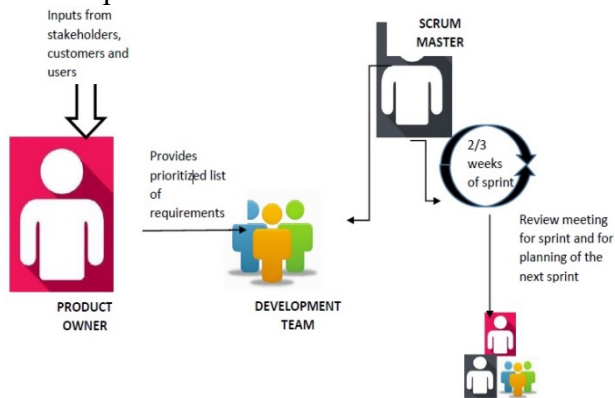 Inputs from
stakeholders,
customers and
users
SCRUM
MASTER
Provides
prioritized list
of
requirements
2/3
weeks
of sprint
Review meeting
for sprint and for
planning of the
next sprint
PRODUCT
OWNER
DEVELOPMENT
TEAM